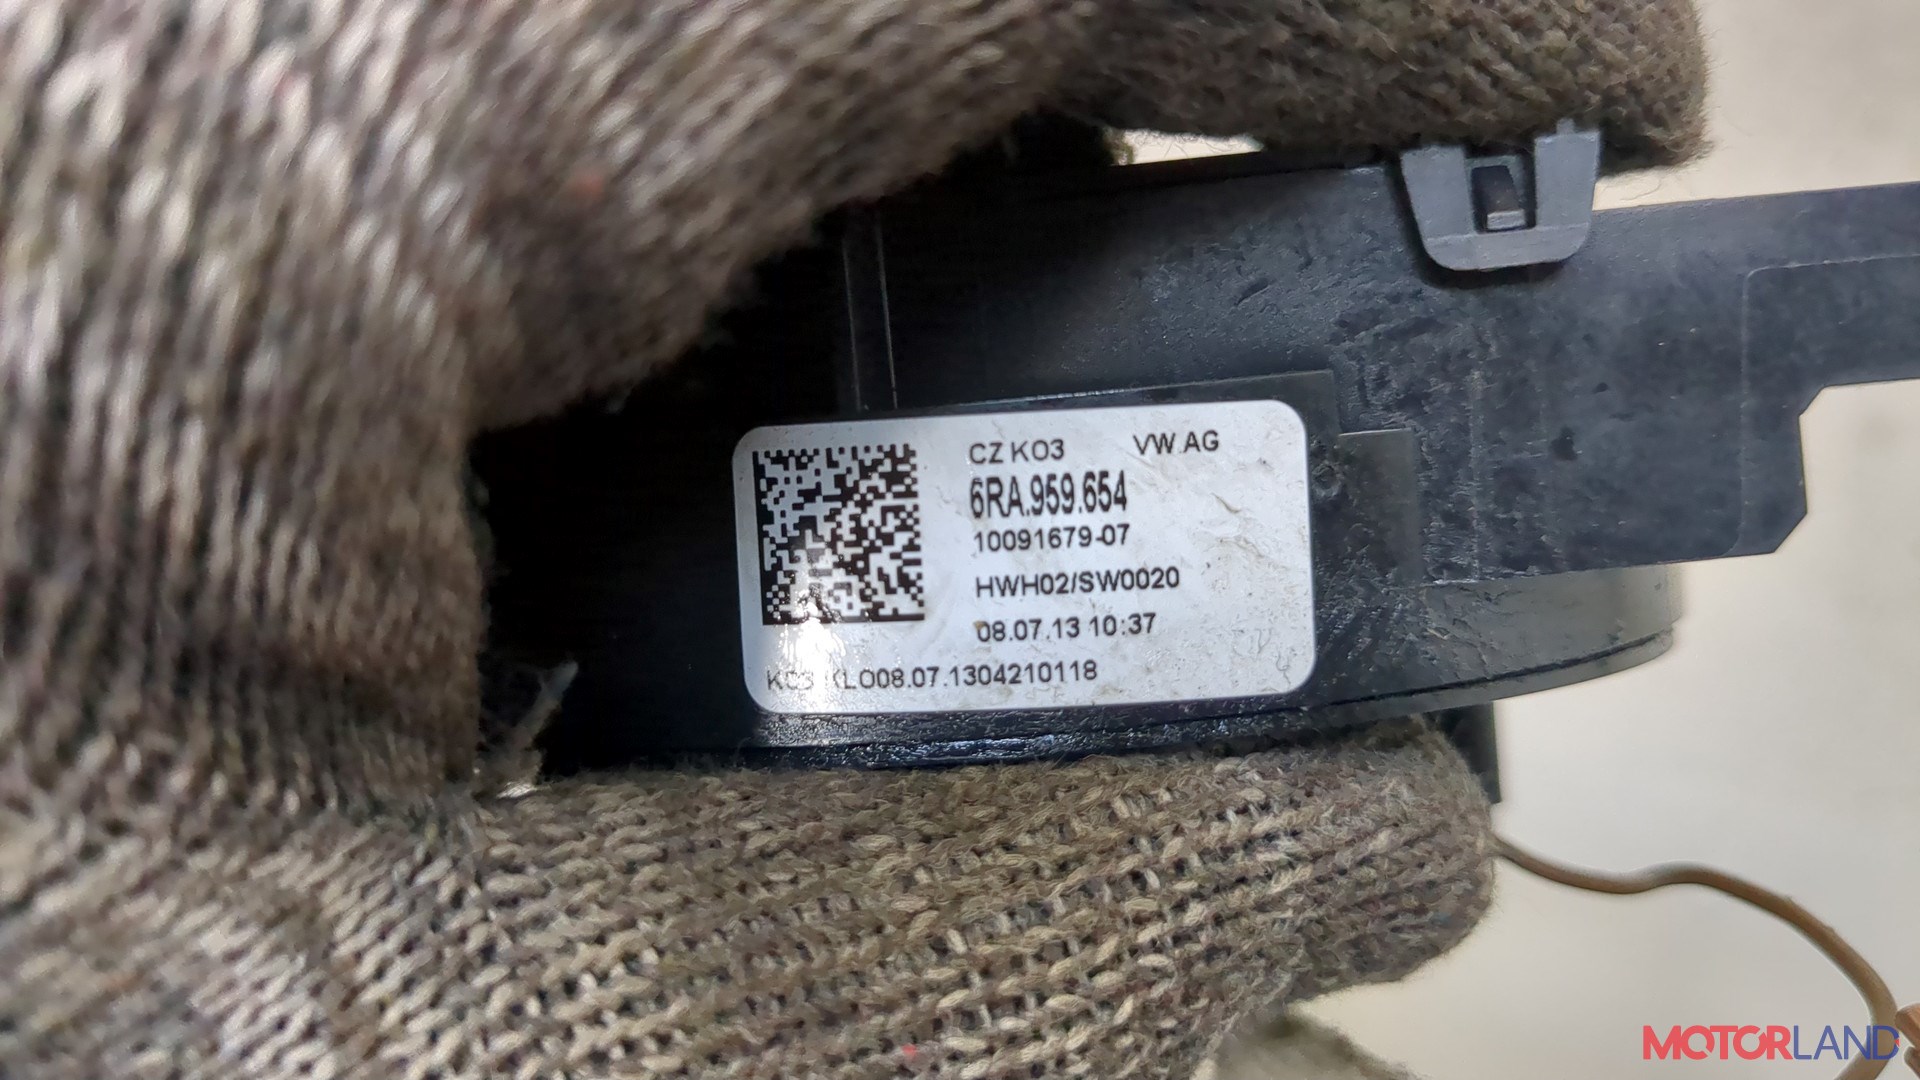 CZ K03 VW AG
6RA.959.654
10091679-07
HWH02/SW0020
08.07.13 10:37
KLO08.07.1304210118
MOTORLAND